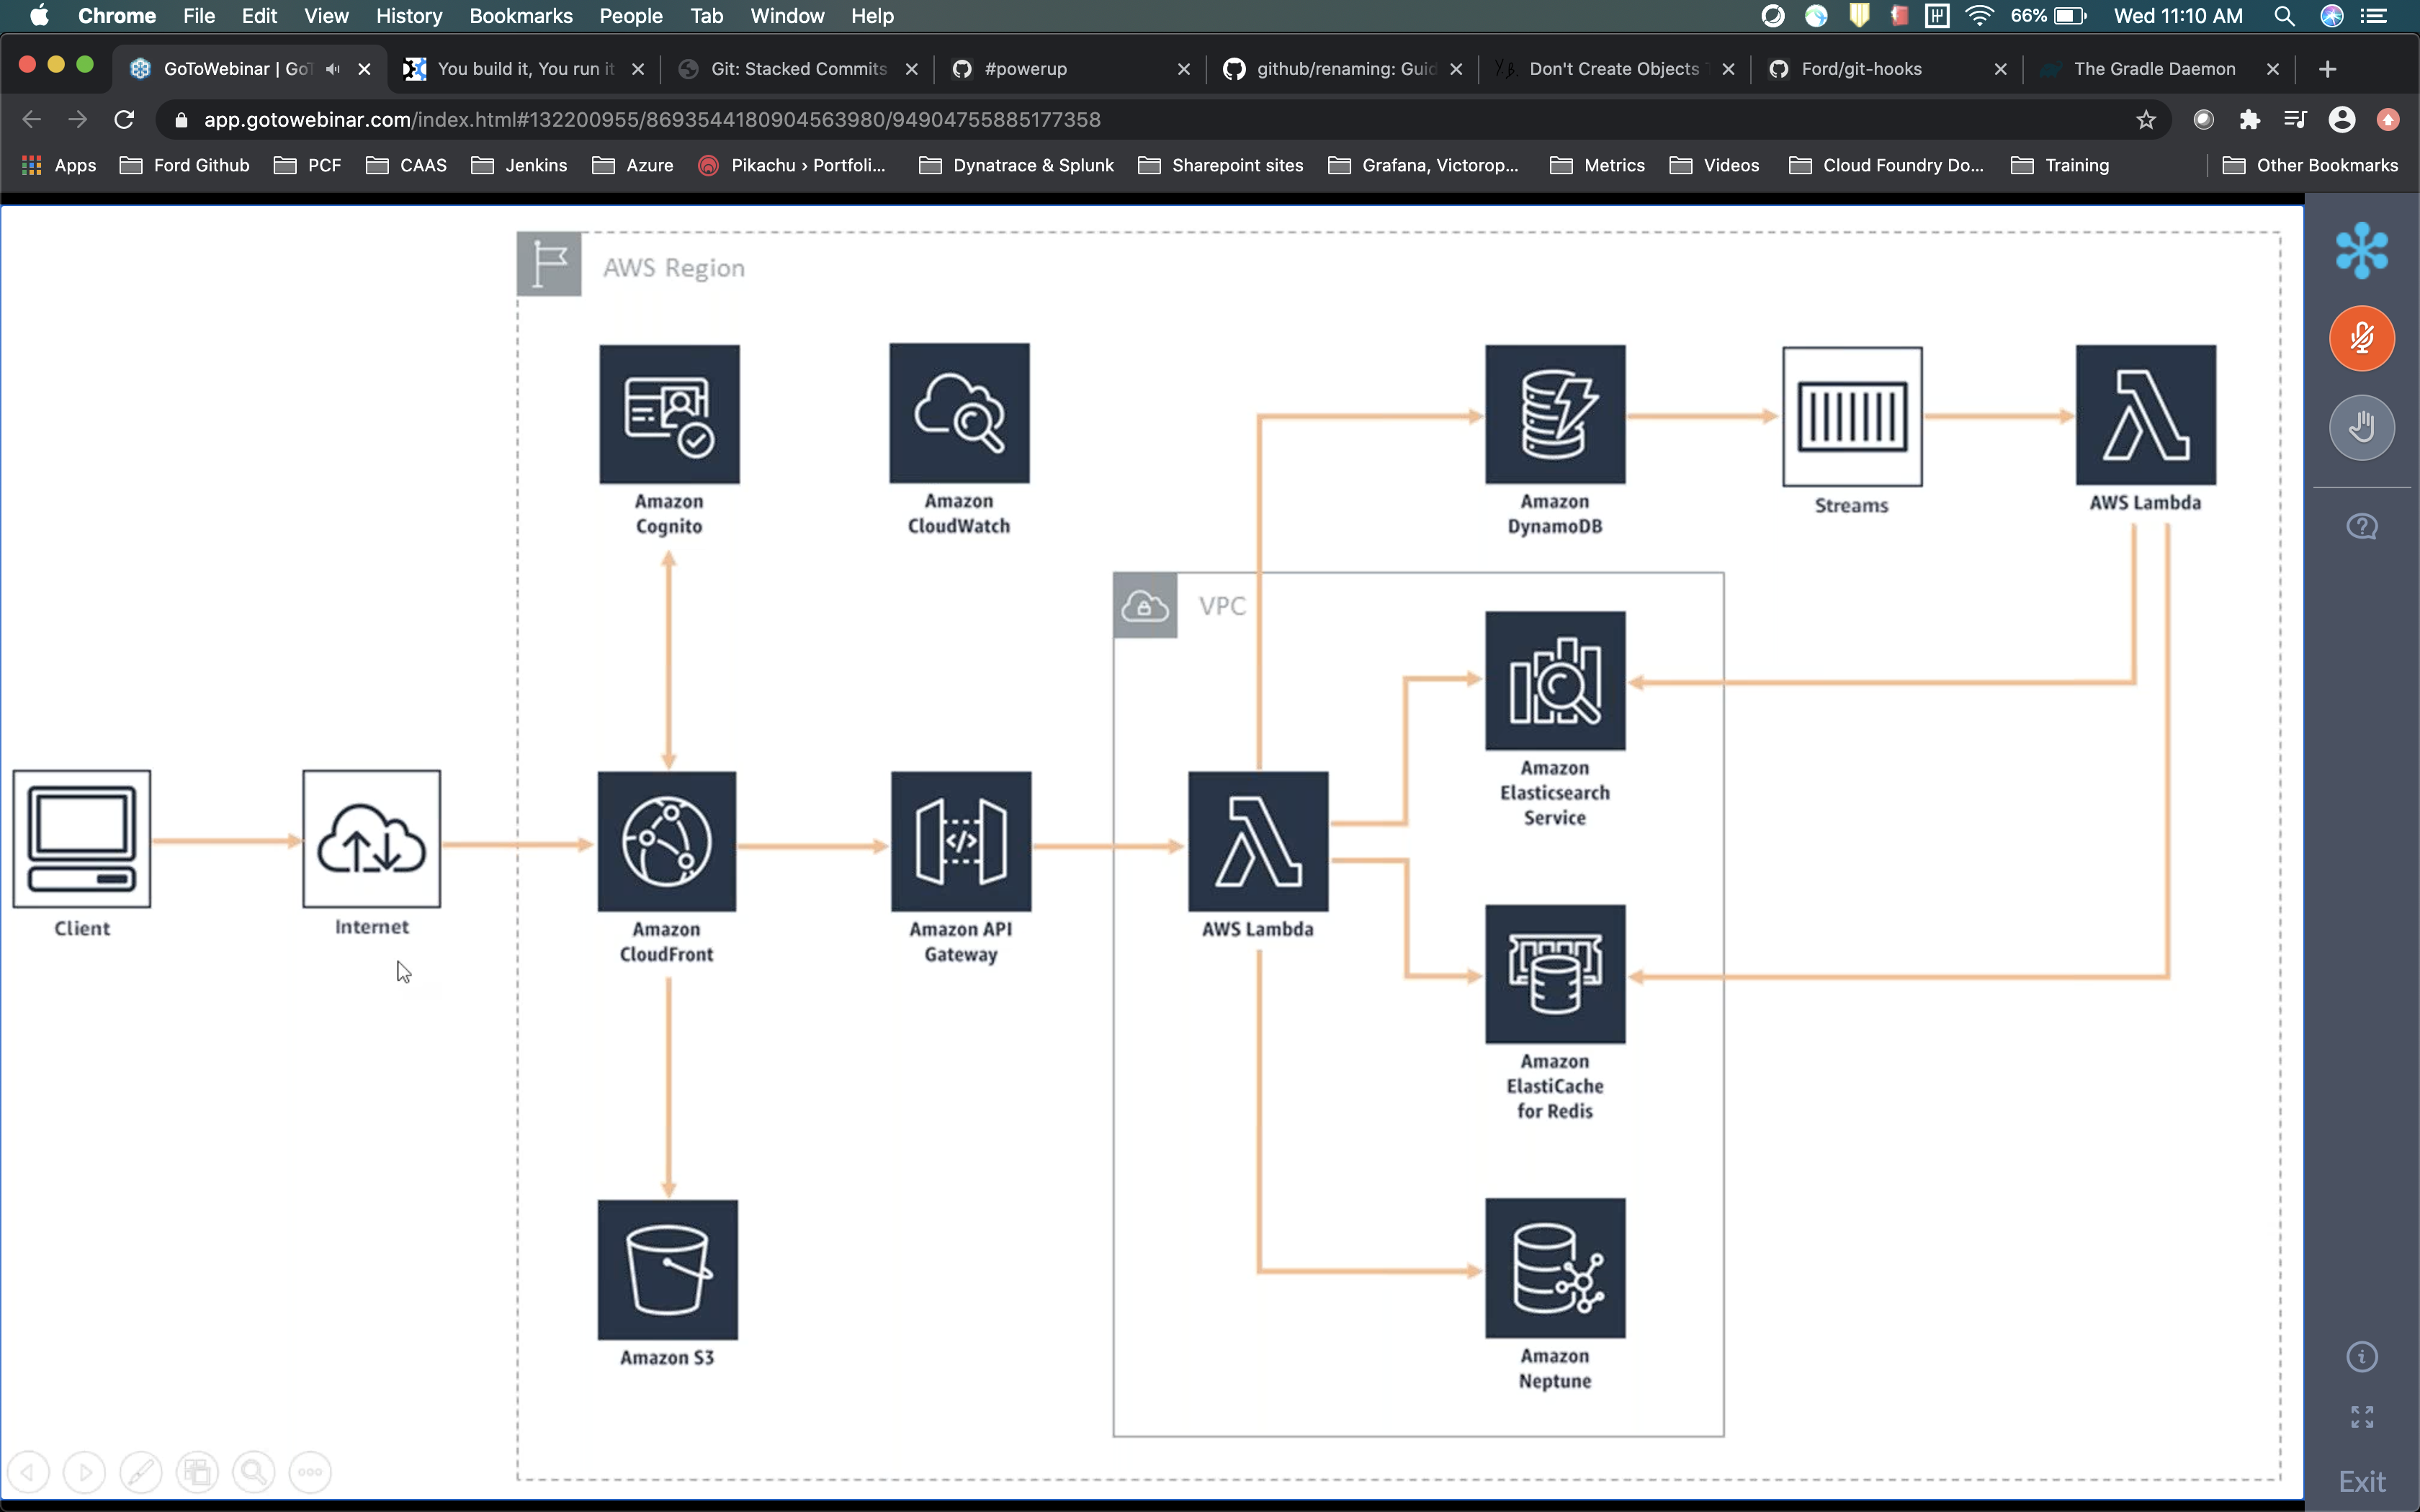 Chrome File Edit View History Bookmarks People Tab Window Help 66% Wed 11:10 AM
GoToWebinar | GoT You build it, You run it Git: Stacked Commits #powerup github/renaming: Guid Don't Create Objects Ford/git-hooks The Gradle Daemon
app.gotowebinar.com/index.html#132200955/8693544180904563980/94904755885177358
Apps Ford Github PCF CAAS Jenkins Azure Pikachu › Portfoli... Dynatrace & Splunk Sharepoint sites Grafana, Victorop... Metrics Videos Cloud Foundry Do... Training Other Bookmarks
AWS Region
Amazon
Cognito
Amazon
CloudWatch
Amazon
DynamoDB
Streams
AWS Lambda
VPC
Amazon
Elasticsearch
Service
Client
Internet
Amazon
CloudFront
Amazon API
Gateway
AWS Lambda
Amazon
ElastiCache
for Redis
Amazon S3
Amazon
Neptune
Exit